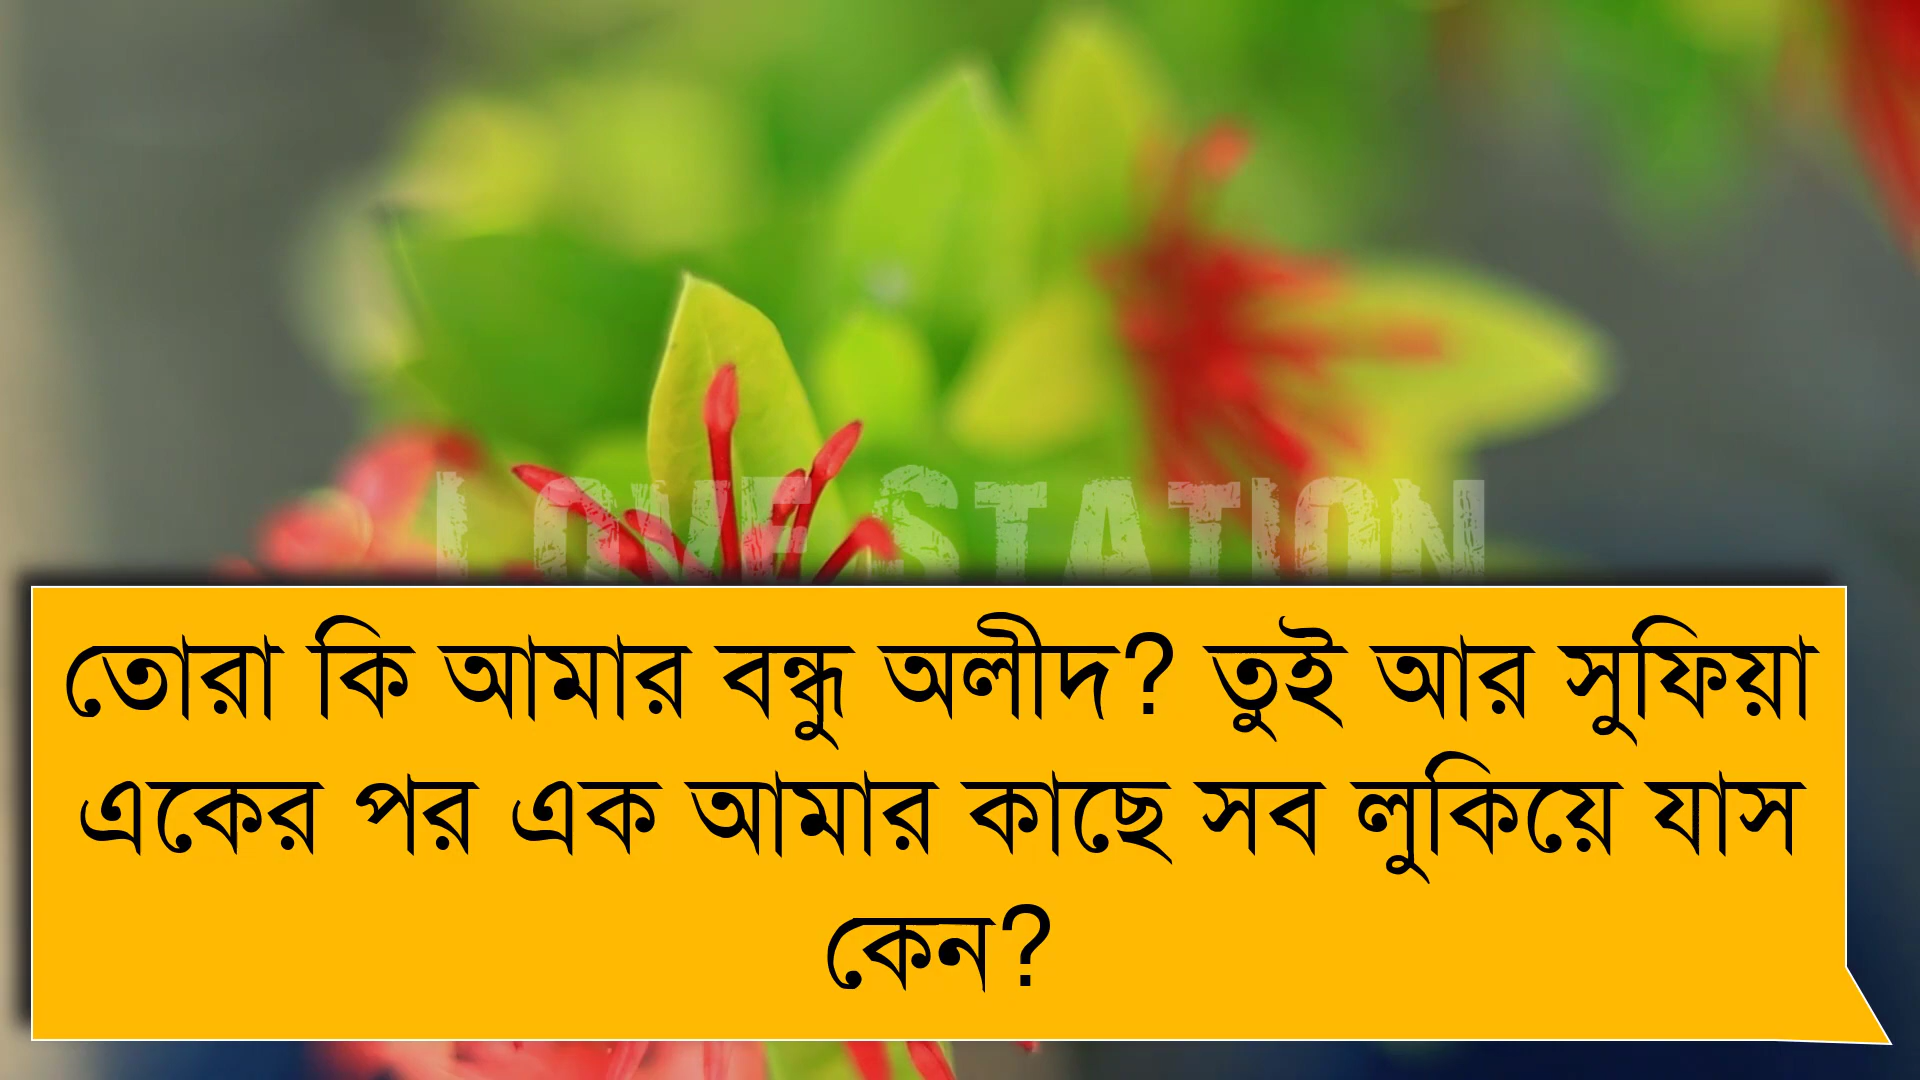 LOVE STATION
তোরা কি আমার বন্ধু অলীদ? তুই আর সুফিয়া
একের পর এক আমার কাছে সব লুকিয়ে যাস
কেন?